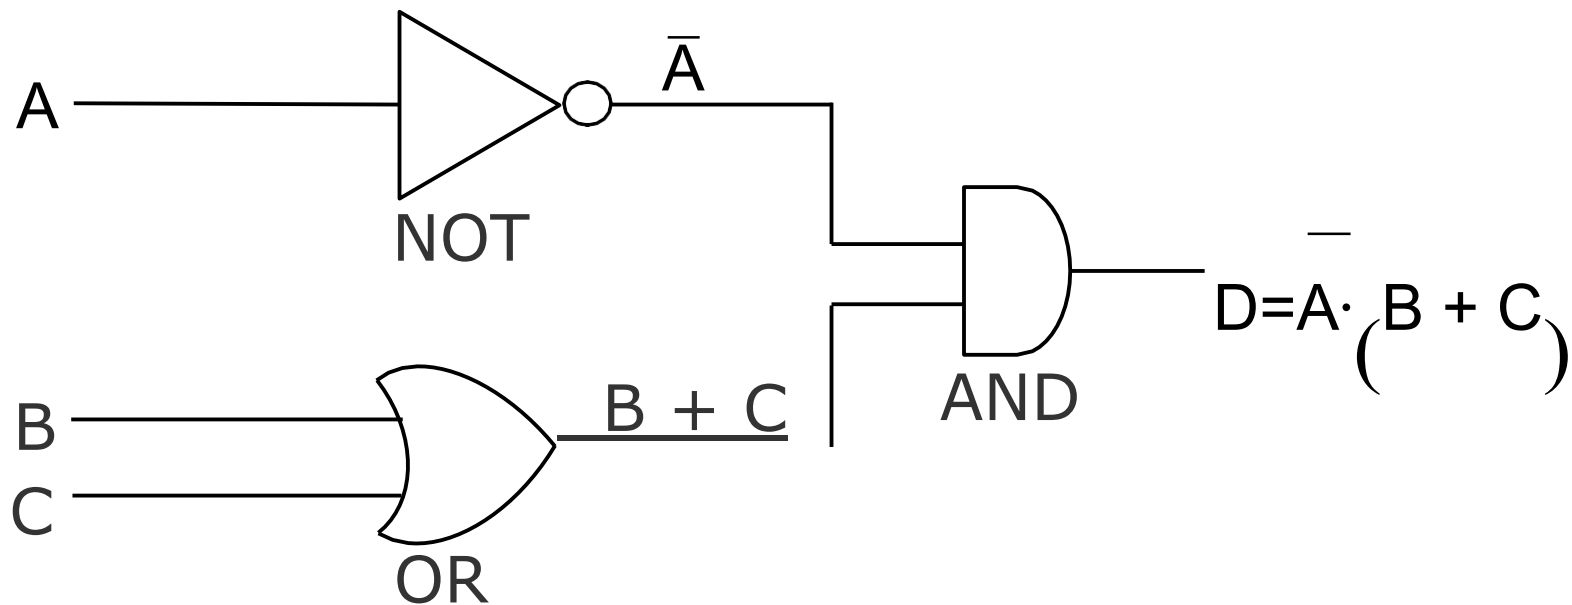 A
A̅
NOT
D=A̅·(B + C)
AND
B
B + C
C
OR